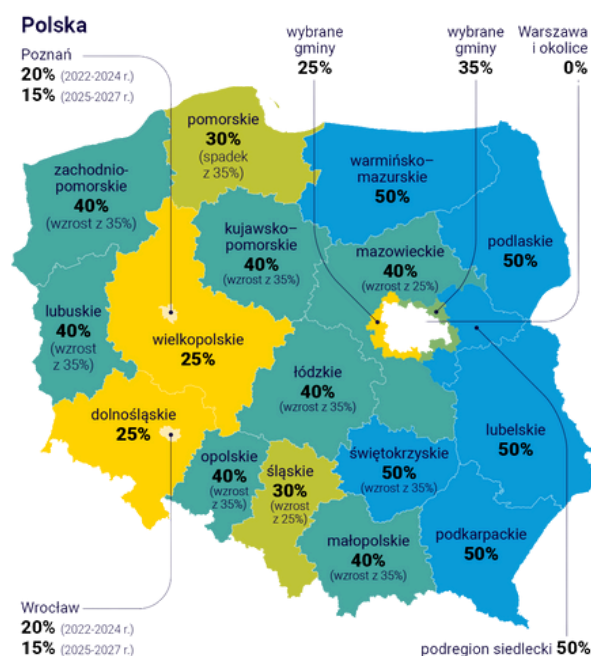 Polska
Poznań
20% (2022-2024 r.)
15% (2025-2027 r.)
wybrane
gminy
25%
wybrane
gminy
35%
Warszawa
i okolice
0%
pomorskie
30%
(spadek
z 35%)
zachodnio-
pomorskie
40%
(wzrost z 35%)
warmińsko–
mazurskie
50%
kujawsko–
pomorskie
40%
(wzrost z 35%)
mazowieckie
40%
(wzrost z 25%)
podlaskie
50%
lubuskie
40%
(wzrost
z 35%)
wielkopolskie
25%
łódzkie
40%
(wzrost z 35%)
dolnośląskie
25%
lubelskie
50%
opolskie
40%
(wzrost
z 35%)
śląskie
30%
(wzrost
z 25%)
świętokrzyskie
50%
(wzrost z 35%)
małopolskie
40%
(wzrost z 35%)
podkarpackie
50%
Wrocław
20% (2022-2024 r.)
15% (2025-2027 r.)
podregion siedlecki 50%